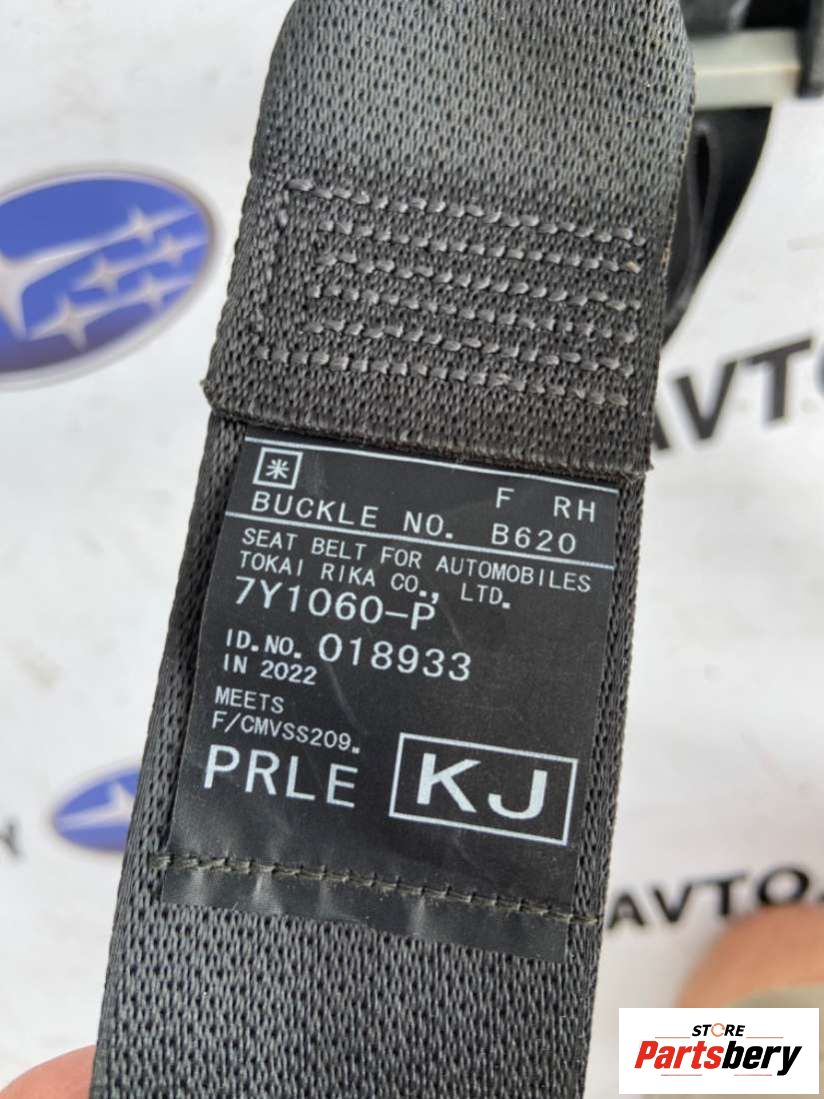 米
F RH
BUCKLE NO. B620
SEAT BELT FOR AUTOMOBILES
TOKAI RIKA CO., LTD.
7Y1060-P
ID.NO. 018933
IN 2022
MEETS
F/CMVSS209.
PRLE KJ
AVTO.
AVTO.
STORE
Partsbery